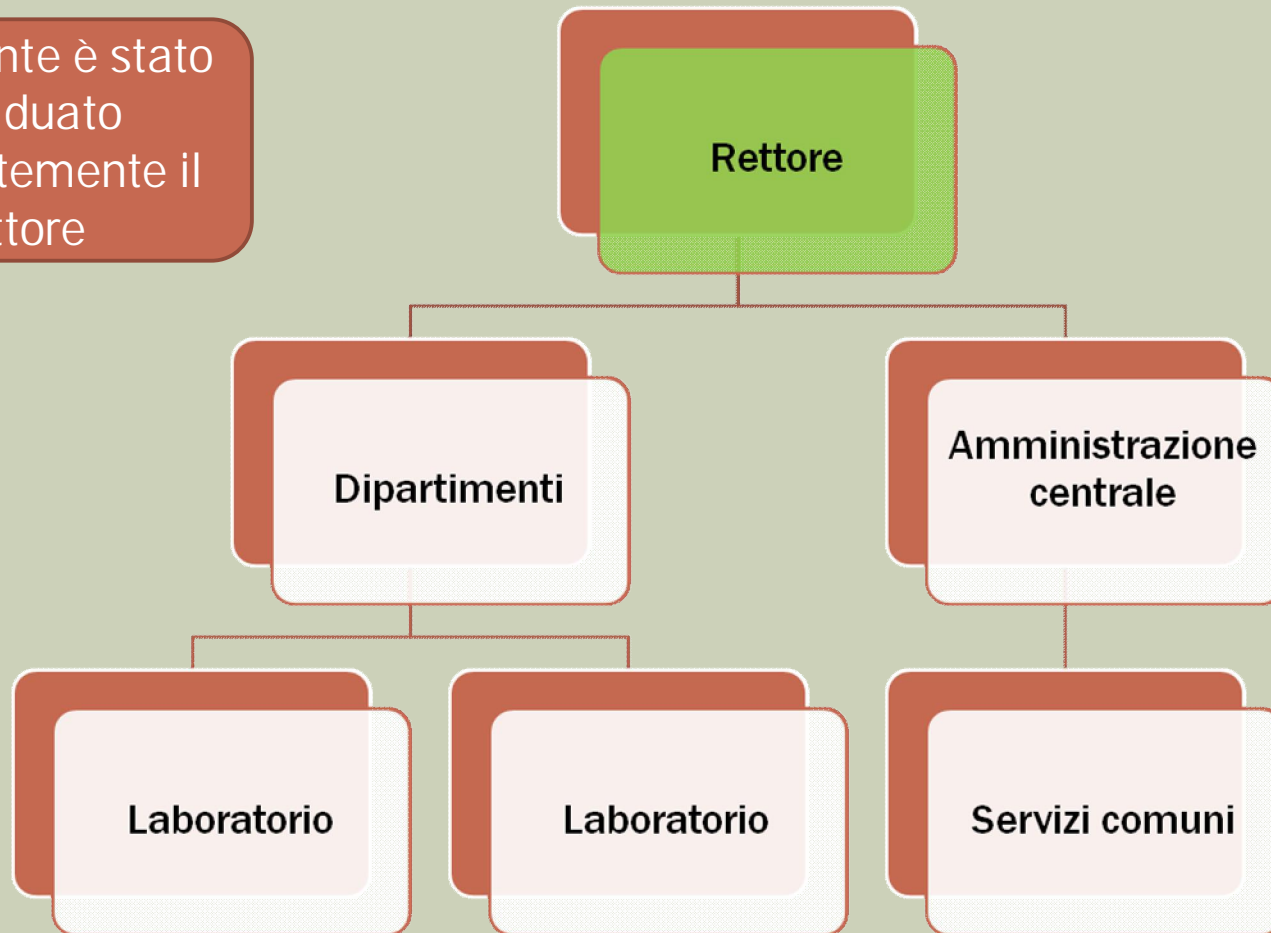 nte è stato
duato
temente il
ttore
Rettore
Dipartimenti
Amministrazione
centrale
Laboratorio
Laboratorio
Servizi comuni